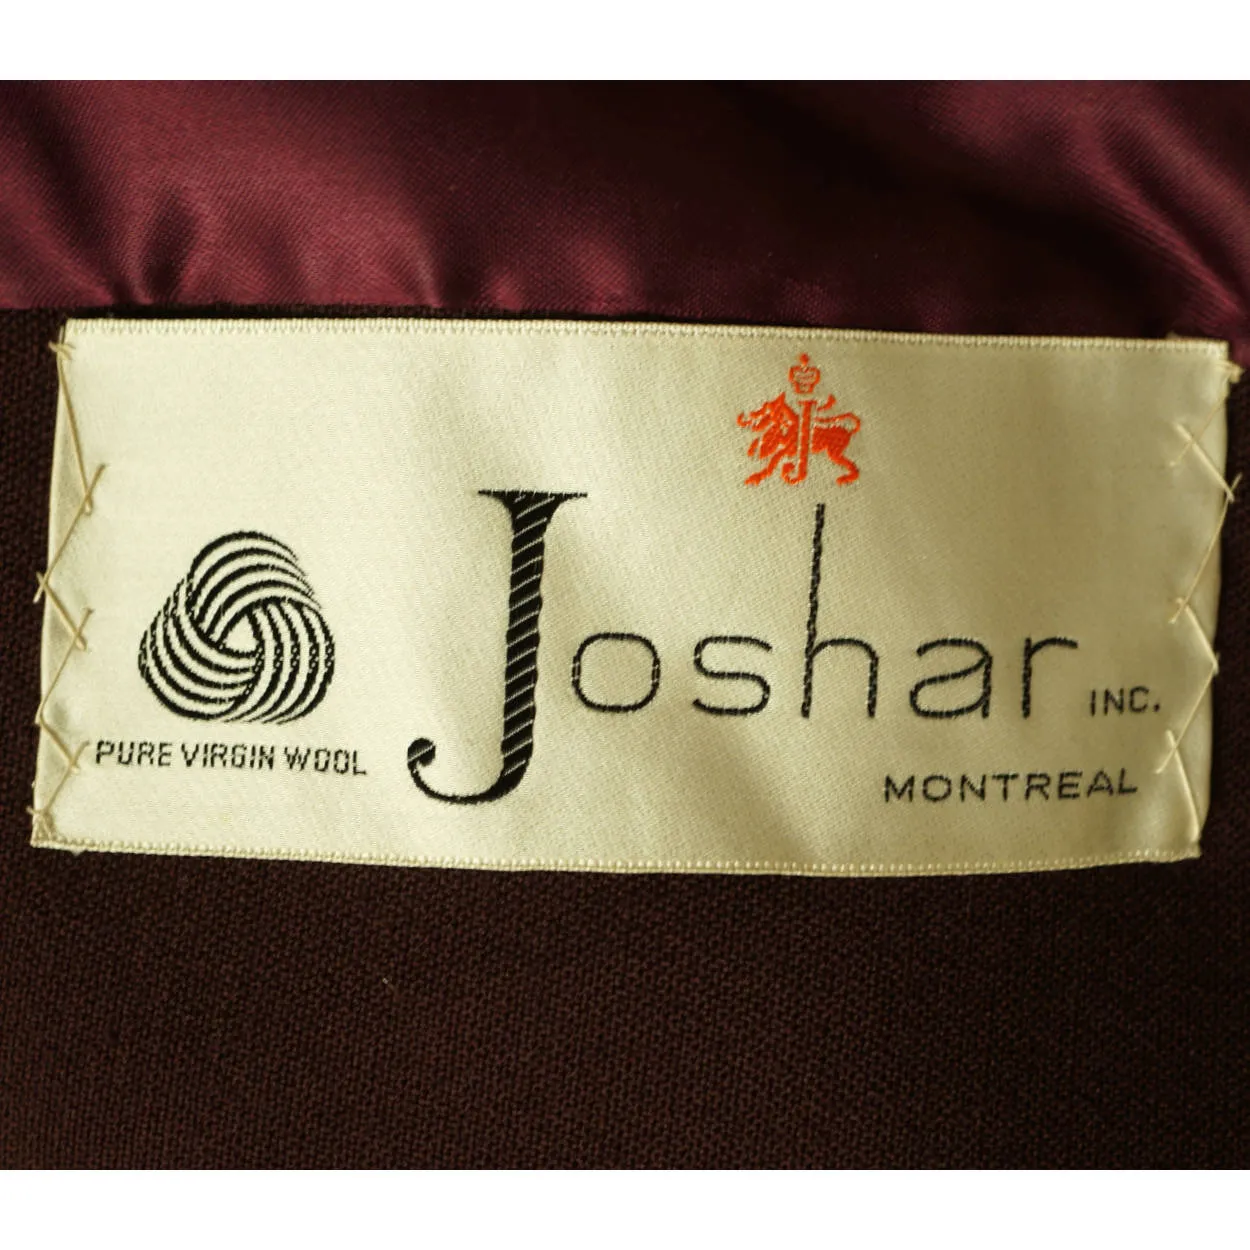 J
Joshar INC.
PURE VIRGIN WOOL
MONTREAL